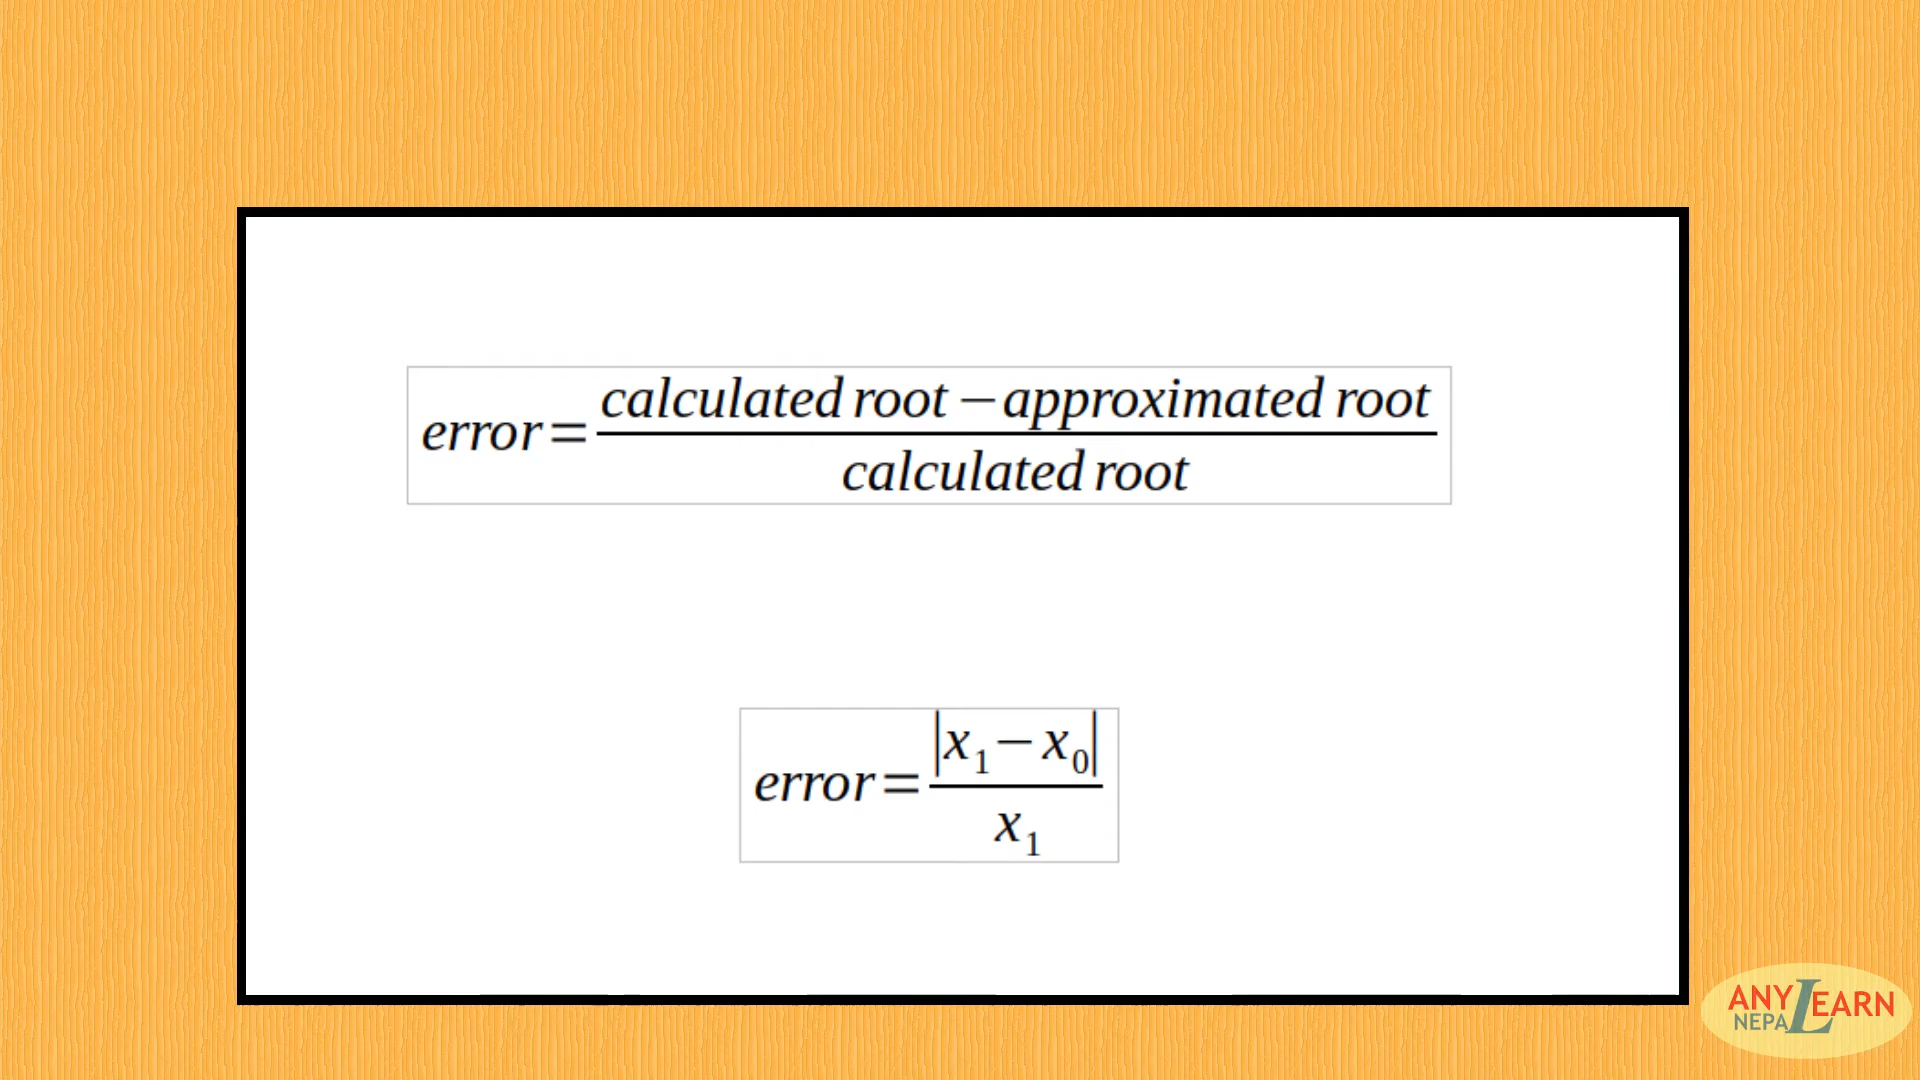 error = calculated root − approximated root / calculated root
error = |x₁ − x₀| / x₁
ANY LEARN
NEPAL